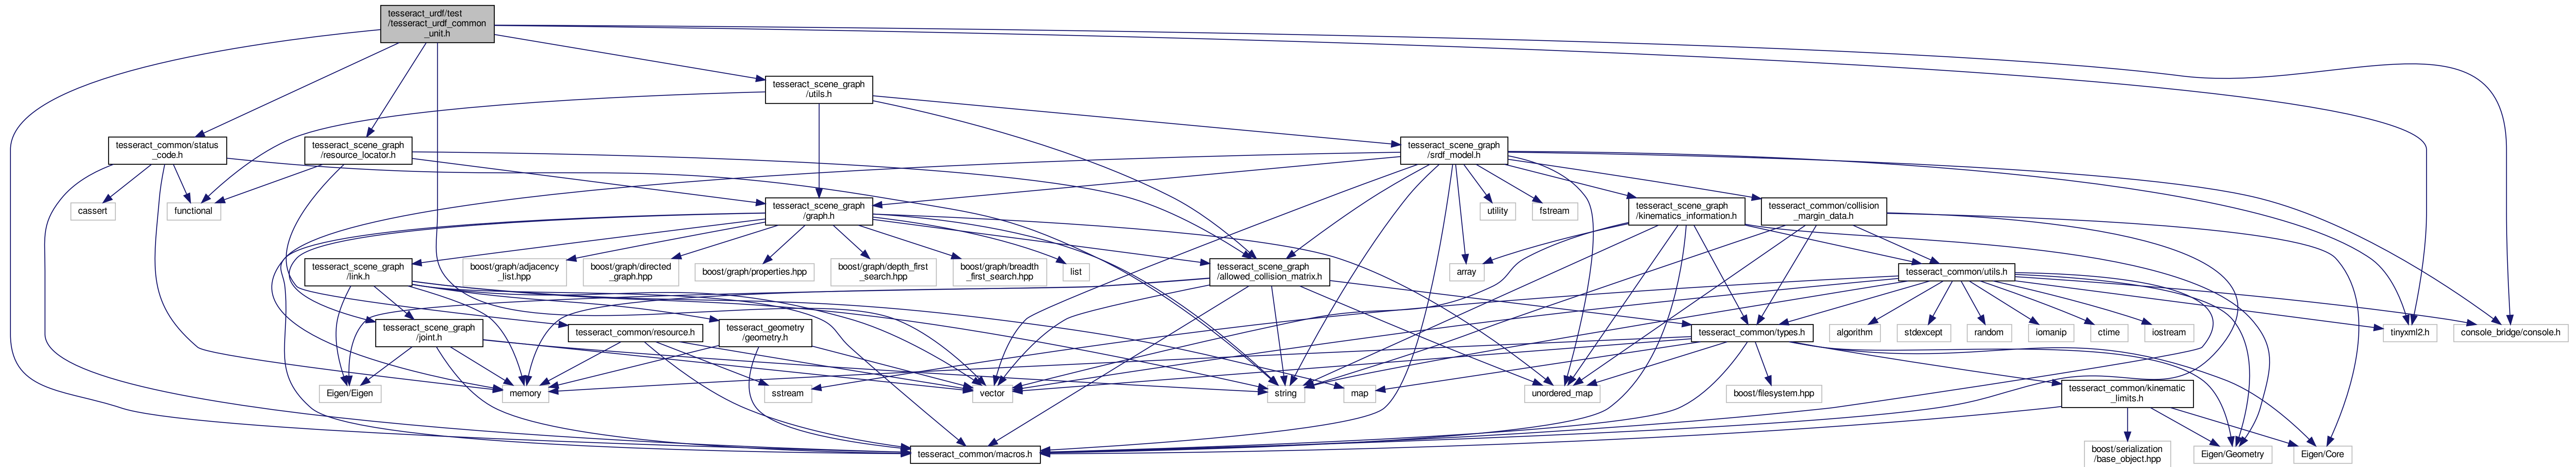 tesseract_urdf/test
/tesseract_urdf_common
_unit.h
tesseract_scene_graph
/utils.h
tesseract_common/status
_code.h
tesseract_scene_graph
/resource_locator.h
tesseract_scene_graph
/srdf_model.h
cassert
functional
tesseract_scene_graph
/graph.h
utility
fstream
tesseract_scene_graph
/kinematics_information.h
tesseract_common/collision
_margin_data.h
tesseract_scene_graph
/link.h
boost/graph/adjacency
_list.hpp
boost/graph/directed
_graph.hpp
boost/graph/properties.hpp
boost/graph/depth_first
_search.hpp
boost/graph/breadth
_first_search.hpp
list
tesseract_scene_graph
/allowed_collision_matrix.h
array
tesseract_common/utils.h
tesseract_scene_graph
/joint.h
tesseract_common/resource.h
tesseract_geometry
/geometry.h
tesseract_common/types.h
algorithm
stdexcept
random
iomanip
ctime
iostream
tinyxml2.h
console_bridge/console.h
Eigen/Eigen
memory
sstream
vector
string
map
unordered_map
boost/filesystem.hpp
tesseract_common/kinematic
_limits.h
tesseract_common/macros.h
boost/serialization
/base_object.hpp
Eigen/Geometry
Eigen/Core